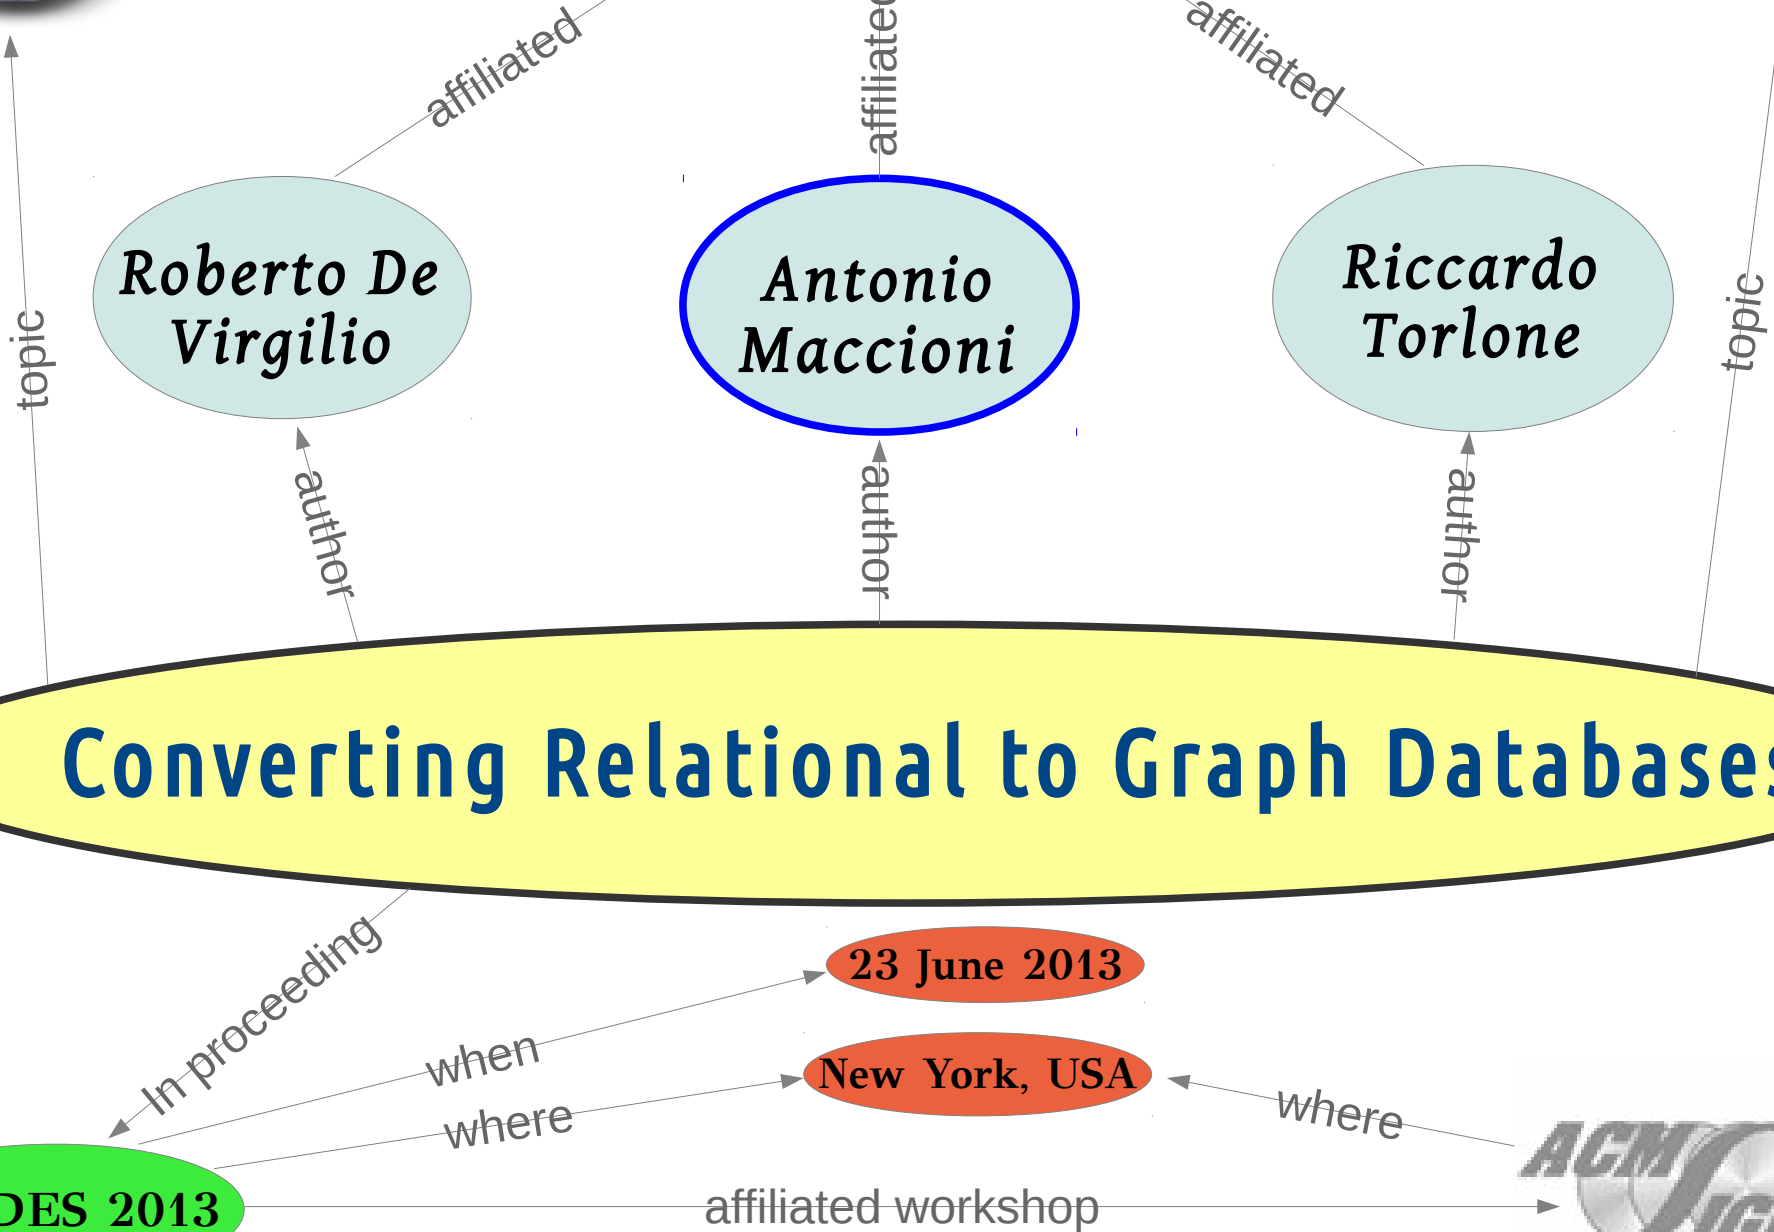 affiliated
affiliated
topic
Roberto De
Virgilio
Antonio
Maccioni
Riccardo
Torlone
topic
author
author
author
Converting Relational to Graph Databases
In proceeding
23 June 2013
when
New York, USA
where
where
ACM
DES 2013
affiliated workshop